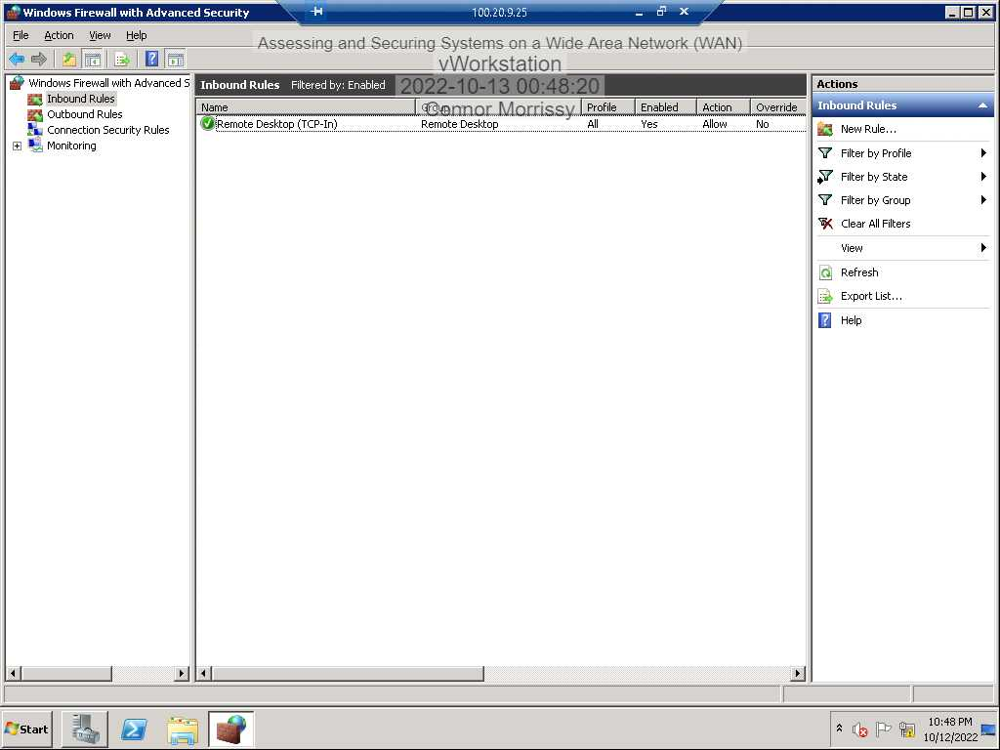 Windows Firewall with Advanced Security
100.20.9.25
File Action View Help
Assessing and Securing Systems on a Wide Area Network (WAN)
vWorkstation
2022-10-13 00:48:20
Connor Morrissy
Windows Firewall with Advanced S
Inbound Rules
Outbound Rules
Connection Security Rules
Monitoring
Inbound Rules Filtered by: Enabled
Name Profile Enabled Action Override
Remote Desktop (TCP-In) Remote Desktop All Yes Allow No
Actions
Inbound Rules
New Rule...
Filter by Profile
Filter by State
Filter by Group
Clear All Filters
View
Refresh
Export List...
Help
Start
10:48 PM
10/12/2022